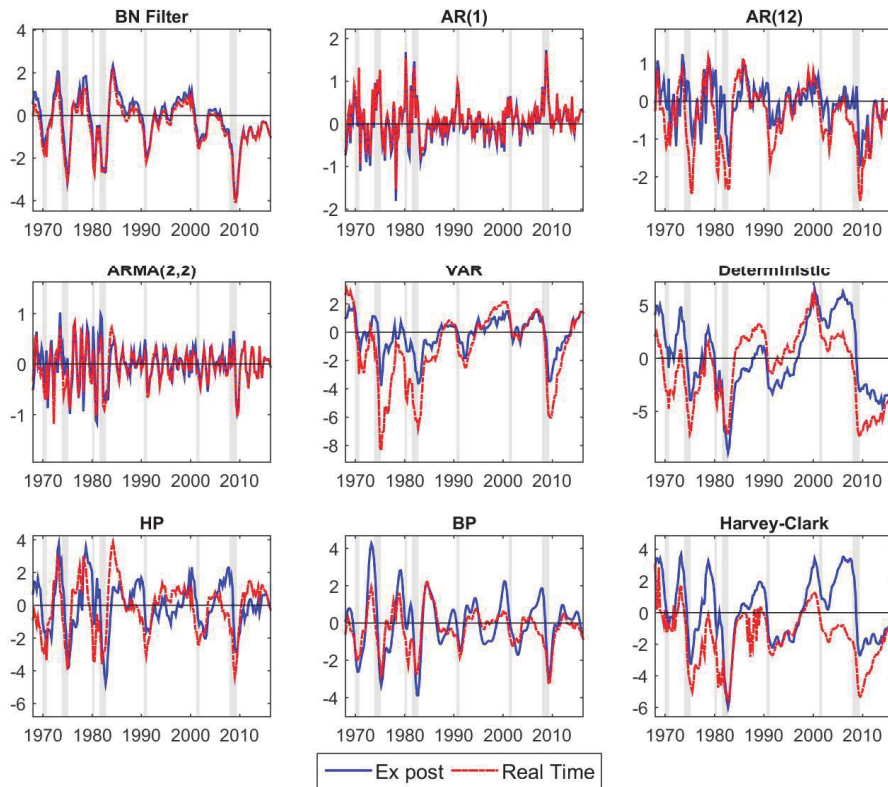 BN Filter AR(1) AR(12)
4 2 1
2 1 0
0 0 -1
-2 -1 -2
-4 -2
1970 1980 1990 2000 2010 1970 1980 1990 2000 2010 1970 1980 1990 2000 2010
ARMA(2,2) VAR Deterministic
1 2 5
0 0 0
-1 -2 -5
-4
-6
-8
1970 1980 1990 2000 2010 1970 1980 1990 2000 2010 1970 1980 1990 2000 2010
HP BP Harvey-Clark
4 4 4
2 2 2
0 0 0
-2 -2 -2
-4 -4 -4
-6 -6
1970 1980 1990 2000 2010 1970 1980 1990 2000 2010 1970 1980 1990 2000 2010
Ex post Real Time